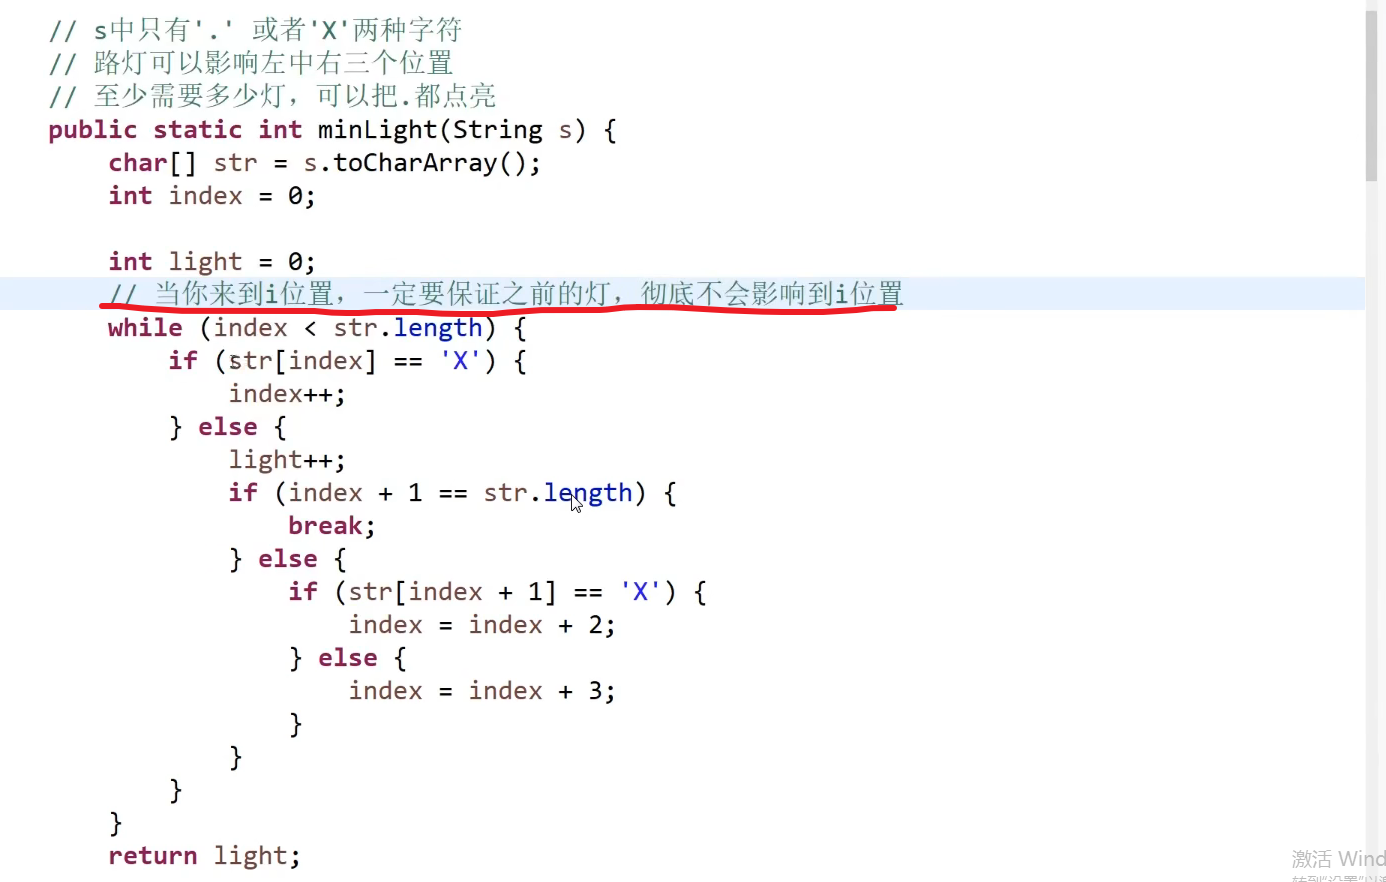 // s中只有'.' 或者'X'两种字符
// 路灯可以影响左中右三个位置
// 至少需要多少灯，可以把.都点亮
public static int minLight(String s) {
char[] str = s.toCharArray();
int index = 0;
int light = 0;
// 当你来到i位置，一定要保证之前的灯，彻底不会影响到i位置
while (index < str.length) {
if (str[index] == 'X') {
index++;
} else {
light++;
if (index + 1 == str.length) {
break;
} else {
if (str[index + 1] == 'X') {
index = index + 2;
} else {
index = index + 3;
}
}
}
}
return light;
激活 Wind